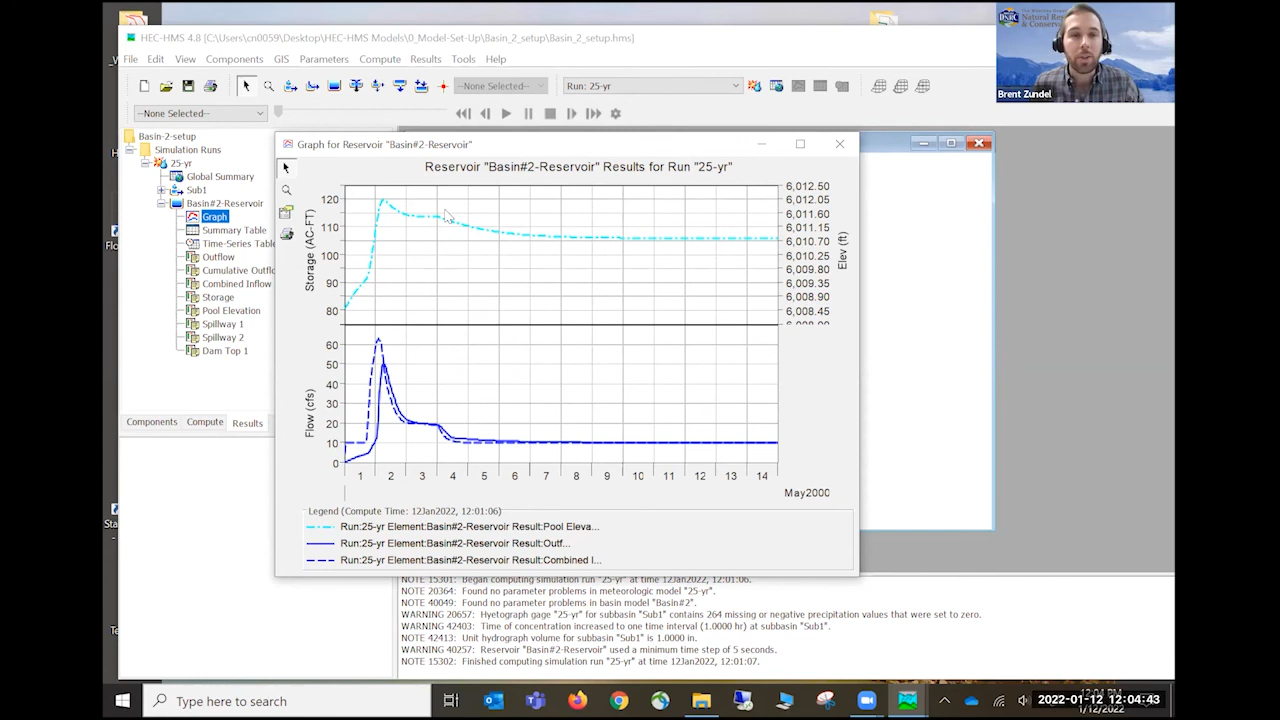 HEC-HMS 4.8 [C:\Users\cn0059\Desktop\HEC-HMS Models\0_Model-Set-Up\Basin_2_setup\Basin_2_setup.hms]
File Edit View Components GIS Parameters Compute Results Tools Help
--None Selected-- Run: 25-yr
--None Selected--
DNRC
Natural Res
& Conserva
Brent Zundel
Basin-2-setup
Simulation Runs
25-yr
Global Summary
Sub1
Basin#2-Reservoir
Graph
Summary Table
Time-Series Table
Outflow
Cumulative Outfl
Combined Inflow
Storage
Pool Elevation
Spillway 1
Spillway 2
Dam Top 1
Components Compute Results
Graph for Reservoir "Basin#2-Reservoir"
Reservoir "Basin#2-Reservoir" Results for Run "25-yr"
Storage (AC-FT)
120
110
100
90
80
6,012.50
6,012.05
6,011.60
6,011.15
6,010.70
6,010.25
6,009.80
6,009.35
6,008.90
6,008.45
6,008.00
Elev (ft)
Flow (cfs)
60
50
40
30
20
10
0
1 2 3 4 5 6 7 8 9 10 11 12 13 14
May2000
Legend (Compute Time: 12Jan2022, 12:01:06)
Run:25-yr Element:Basin#2-Reservoir Result:Pool Eleva...
Run:25-yr Element:Basin#2-Reservoir Result:Outf...
Run:25-yr Element:Basin#2-Reservoir Result:Combined I...
NOTE 15301: Began computing simulation run "25-yr" at time 12Jan2022, 12:01:06.
NOTE 20364: Found no parameter problems in meteorologic model "25-yr".
NOTE 40049: Found no parameter problems in basin model "Basin#2".
WARNING 20657: Hyetograph gage "25-yr" for subbasin "Sub1" contains 264 missing or negative precipitation values that were set to zero.
WARNING 42403: Time of concentration increased to one time interval (1.0000 hr) at subbasin "Sub1".
NOTE 42413: Unit hydrograph volume for subbasin "Sub1" is 1.0000 in.
WARNING 40257: Reservoir "Basin#2-Reservoir" used a minimum time step of 5 seconds.
NOTE 15302: Finished computing simulation run "25-yr" at time 12Jan2022, 12:01:07.
Type here to search
2022-01-12 12:04:43
1/12/2022